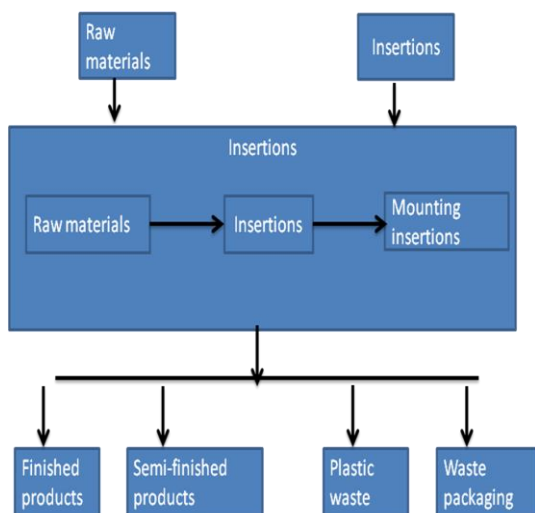 Raw
materials
Insertions
Insertions
Raw materials
Insertions
Mounting
insertions
Finished
products
Semi-finished
products
Plastic
waste
Waste
packaging